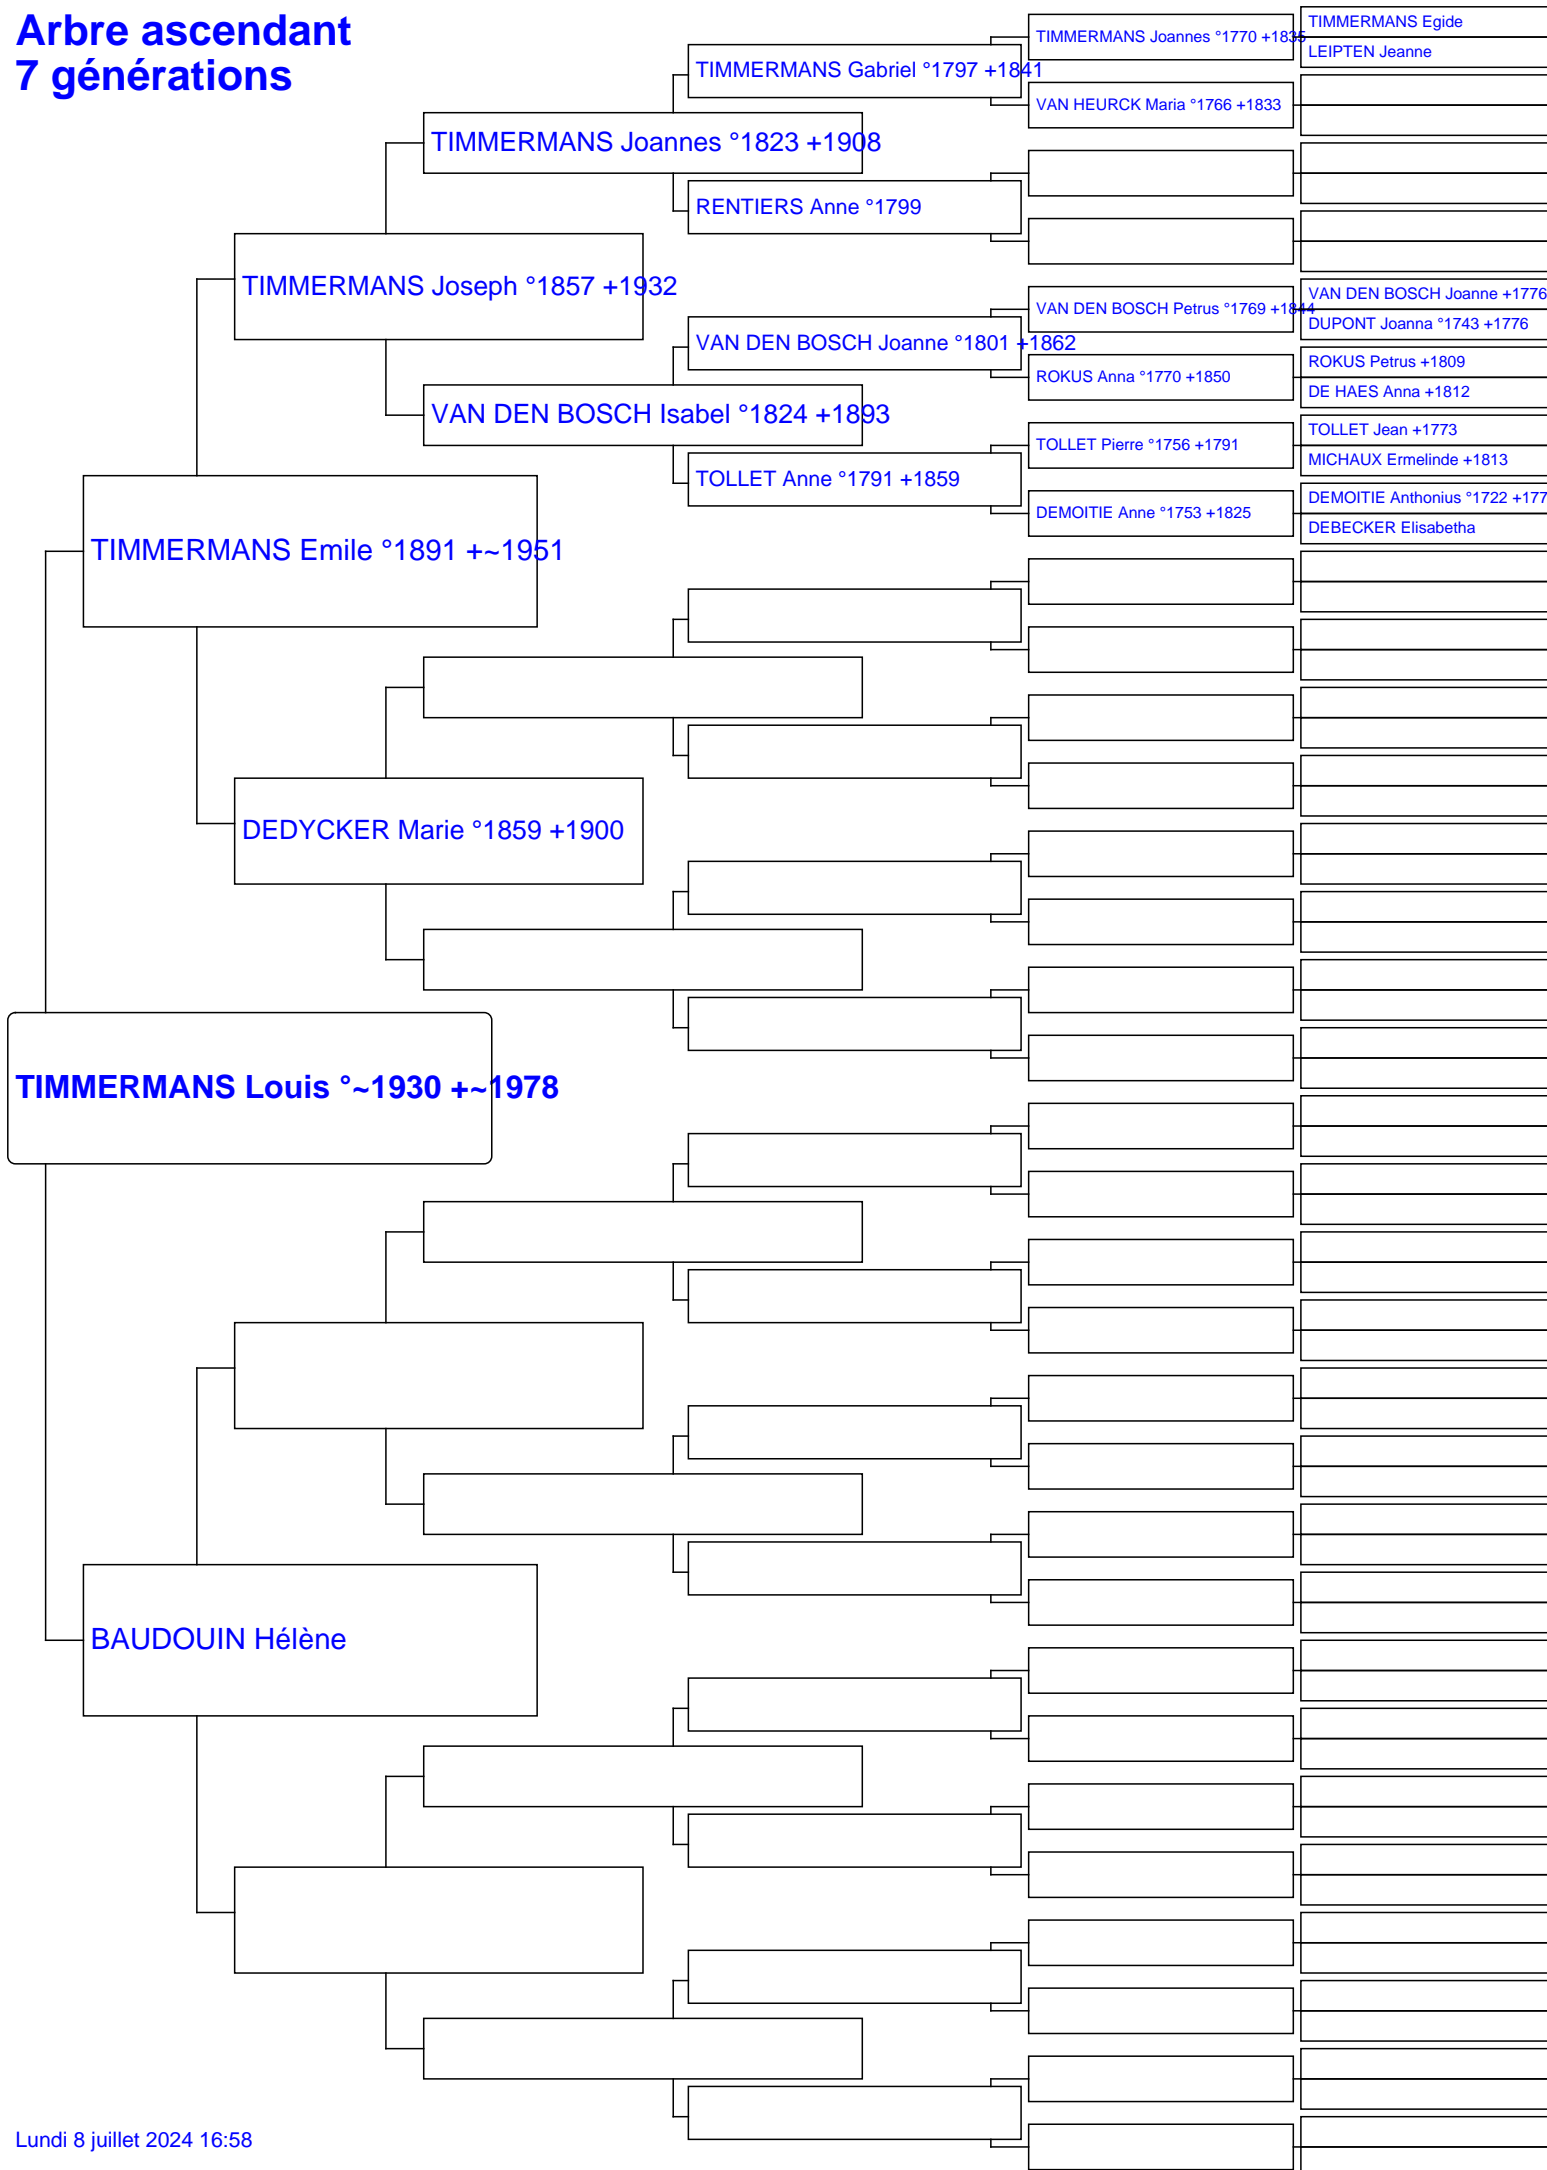 Arbre ascendant
7 générations
TIMMERMANS Joannes °1770 +1835
TIMMERMANS Egide
LEIPTEN Jeanne
TIMMERMANS Gabriel °1797 +1841
VAN HEURCK Maria °1766 +1833
TIMMERMANS Joannes °1823 +1908
RENTIERS Anne °1799
TIMMERMANS Joseph °1857 +1932
VAN DEN BOSCH Petrus °1769 +1844
VAN DEN BOSCH Joanne +1776
DUPONT Joanna °1743 +1776
VAN DEN BOSCH Joanne °1801 +1862
ROKUS Anna °1770 +1850
ROKUS Petrus +1809
DE HAES Anna +1812
VAN DEN BOSCH Isabel °1824 +1893
TOLLET Pierre °1756 +1791
TOLLET Jean +1773
MICHAUX Ermelinde +1813
TOLLET Anne °1791 +1859
DEMOITIE Anne °1753 +1825
DEMOITIE Anthonius °1722 +177
DEBECKER Elisabetha
TIMMERMANS Emile °1891 +~1951
DEDYCKER Marie °1859 +1900
TIMMERMANS Louis °~1930 +~1978
BAUDOUIN Hélène
Lundi 8 juillet 2024 16:58